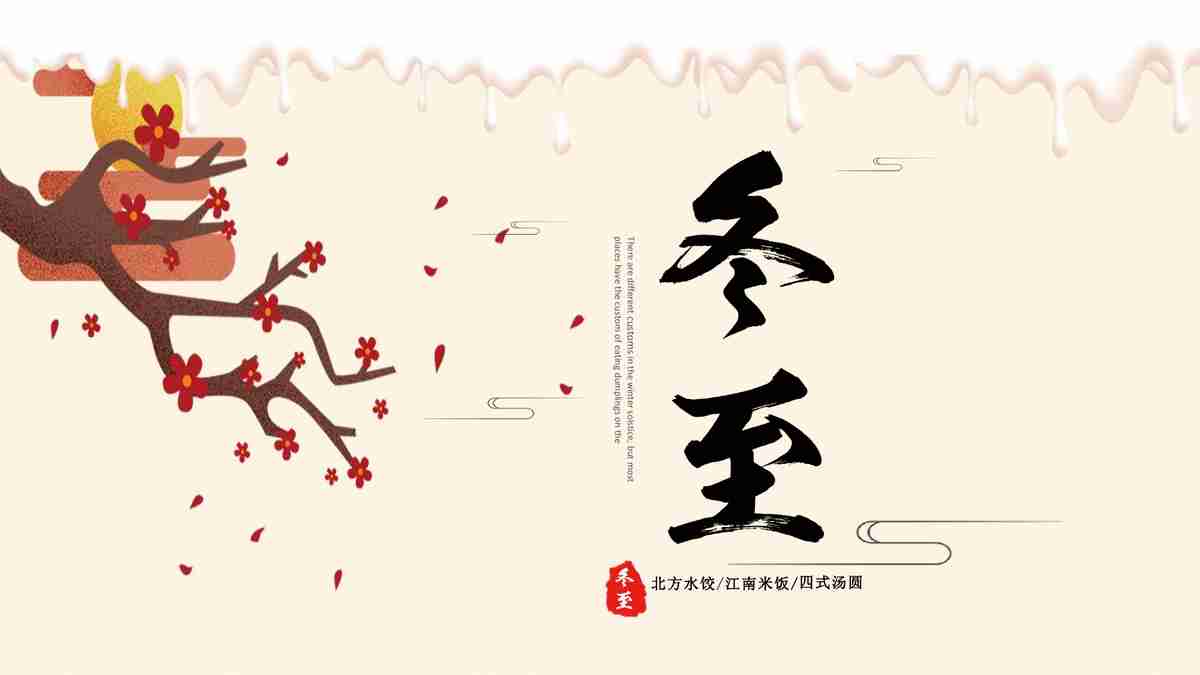 冬至
There are different customs in the winter solstice, but most
places have the custom of eating dumplings on the
冬至
北方水饺/江南米饭/四式汤圆